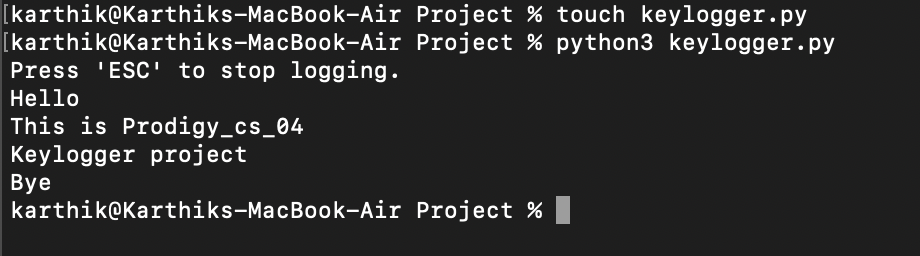 [karthik@Karthiks-MacBook-Air Project % touch keylogger.py
[karthik@Karthiks-MacBook-Air Project % python3 keylogger.py
Press 'ESC' to stop logging.
Hello
This is Prodigy_cs_04
Keylogger project
Bye
karthik@Karthiks-MacBook-Air Project %